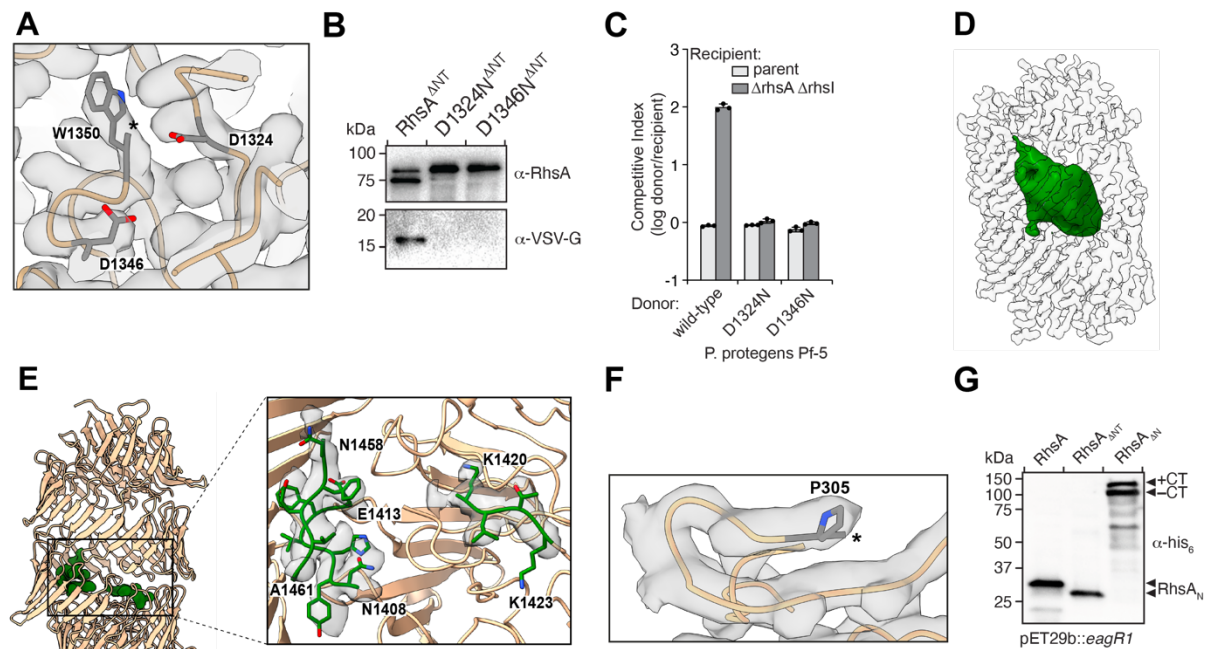 A
W1350
*
D1324
D1346
B
RhsA^ΔNT
D1324N^ΔNT
D1346N^ΔNT
kDa
100
75
α-RhsA
20
15
α-VSV-G
C
Recipient:
parent
ΔrhsA ΔrhsI
Competitive Index
(log donor/recipient)
3
2
1
0
-1
Donor:
wild-type
D1324N
D1346N
P. protegens Pf-5
D
E
N1458
K1420
E1413
A1461
N1408
K1423
F
P305
*
G
RhsA
RhsA_ΔNT
RhsA_ΔN
kDa
150
100
75
50
37
25
+CT
–CT
α-his₆
RhsA_N
pET29b::eagR1